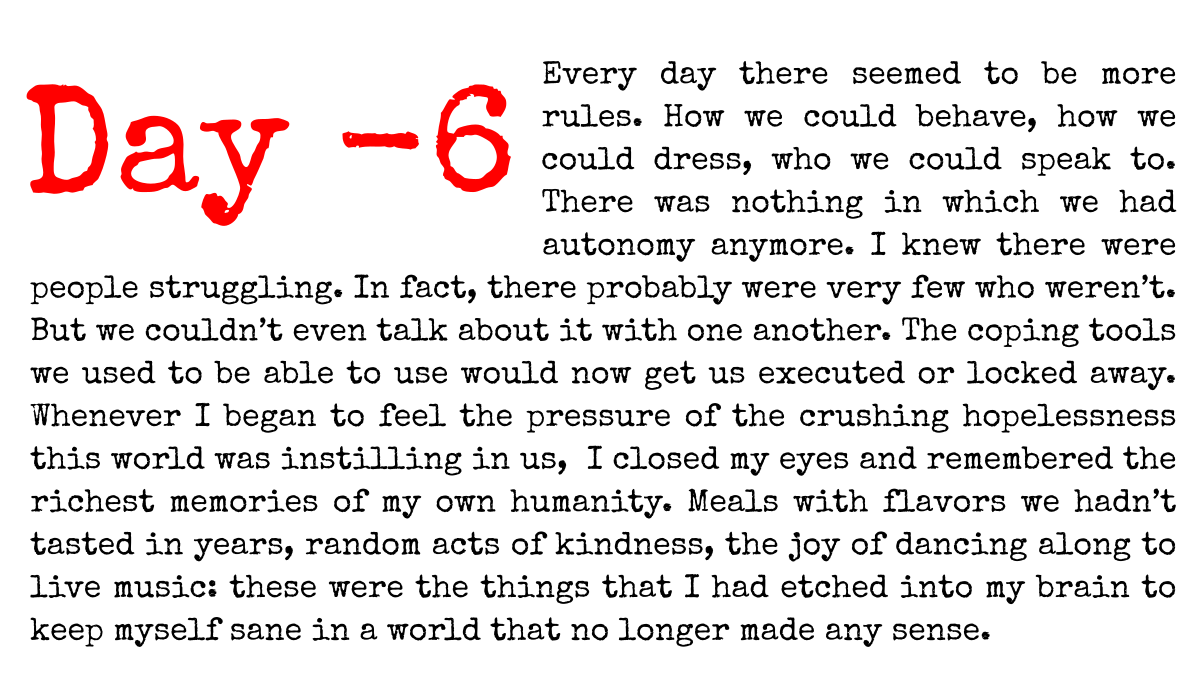 Day -6
Every day there seemed to be more
rules. How we could behave, how we
could dress, who we could speak to.
There was nothing in which we had
autonomy anymore. I knew there were
people struggling. In fact, there probably were very few who weren't.
But we couldn't even talk about it with one another. The coping tools
we used to be able to use would now get us executed or locked away.
Whenever I began to feel the pressure of the crushing hopelessness
this world was instilling in us,  I closed my eyes and remembered the
richest memories of my own humanity. Meals with flavors we hadn't
tasted in years, random acts of kindness, the joy of dancing along to
live music: these were the things that I had etched into my brain to
keep myself sane in a world that no longer made any sense.